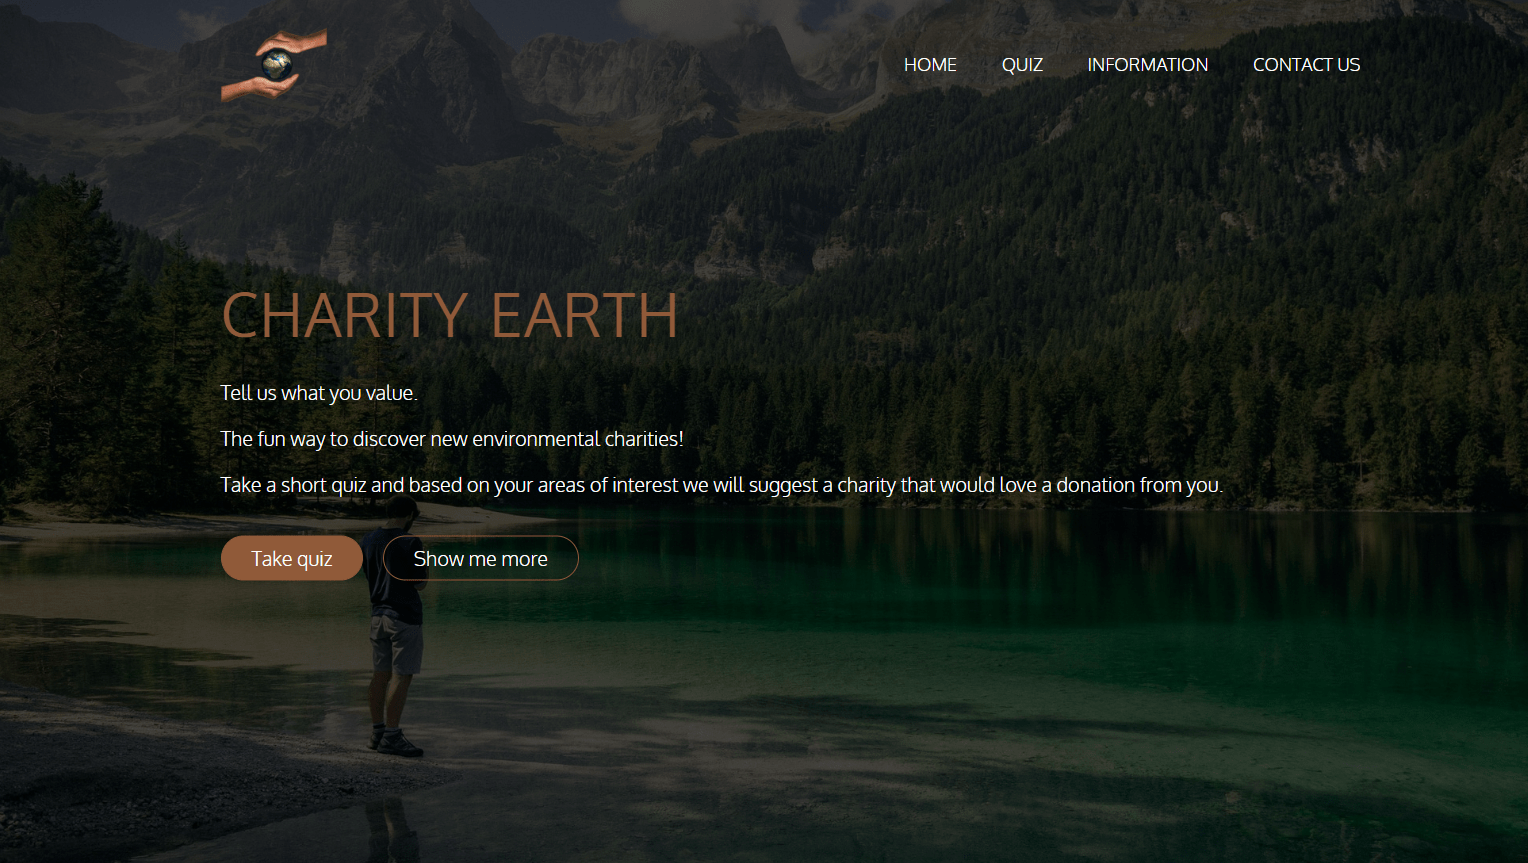 HOME QUIZ INFORMATION CONTACT US
CHARITY EARTH
Tell us what you value.
The fun way to discover new environmental charities!
Take a short quiz and based on your areas of interest we will suggest a charity that would love a donation from you.
Take quiz Show me more